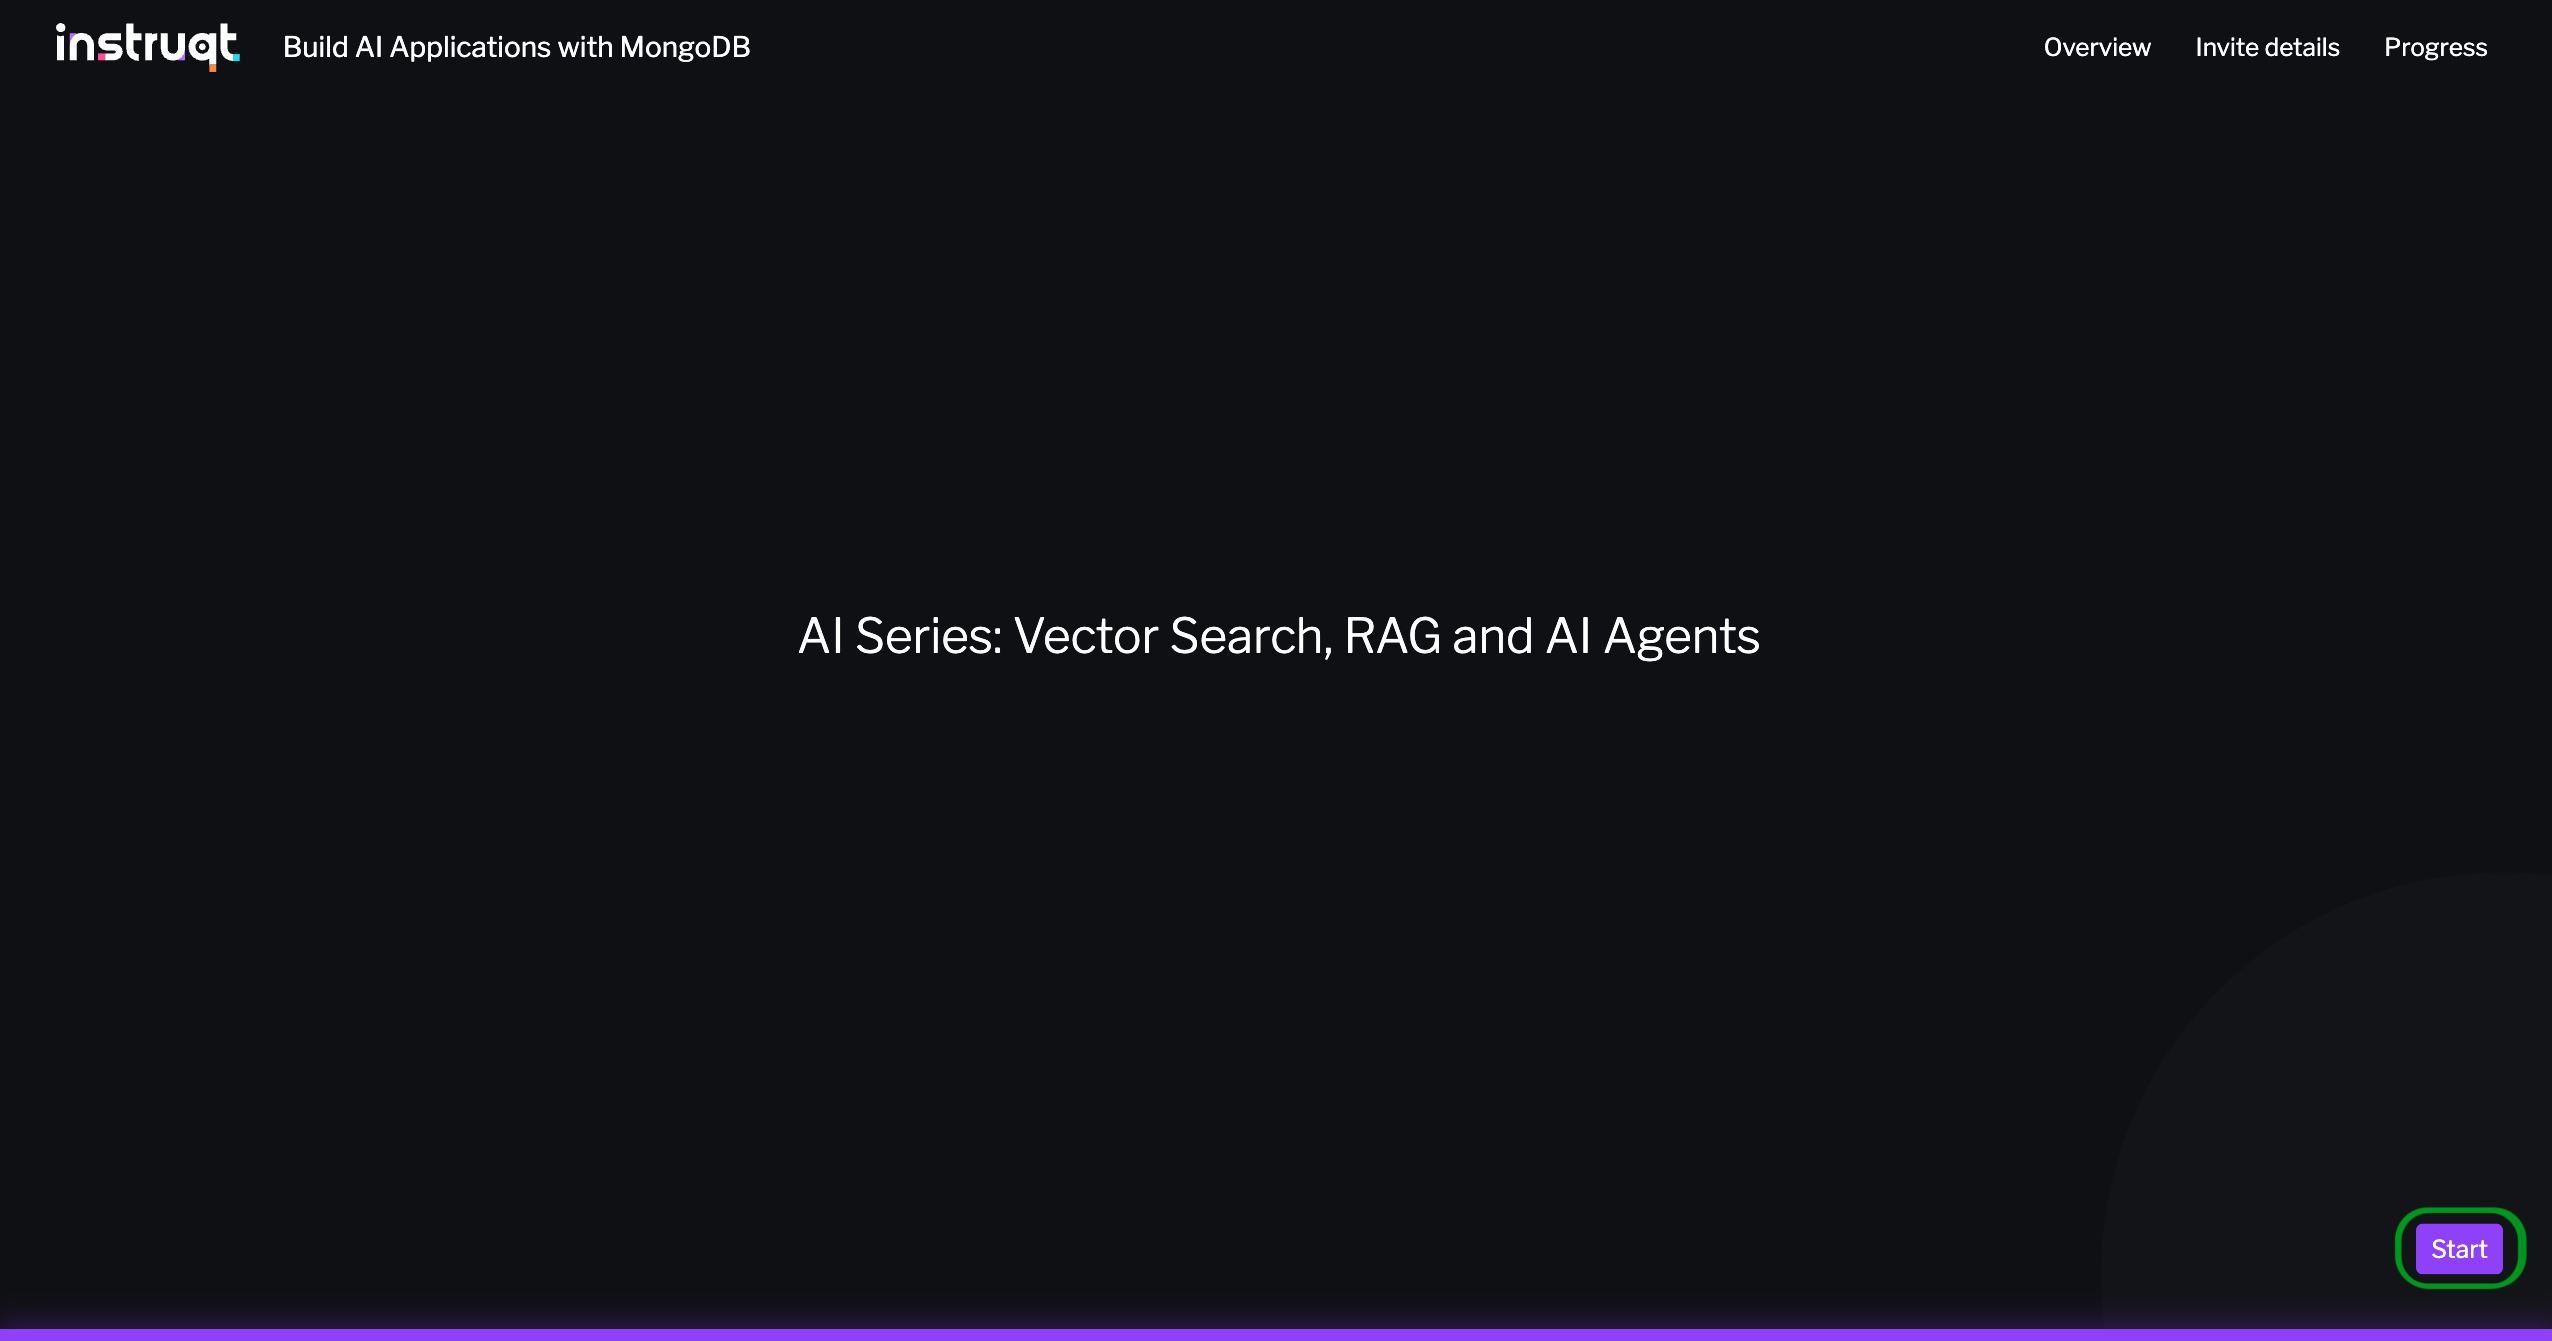 instruqt
Build AI Applications with MongoDB
Overview
Invite details
Progress
AI Series: Vector Search, RAG and AI Agents
Start